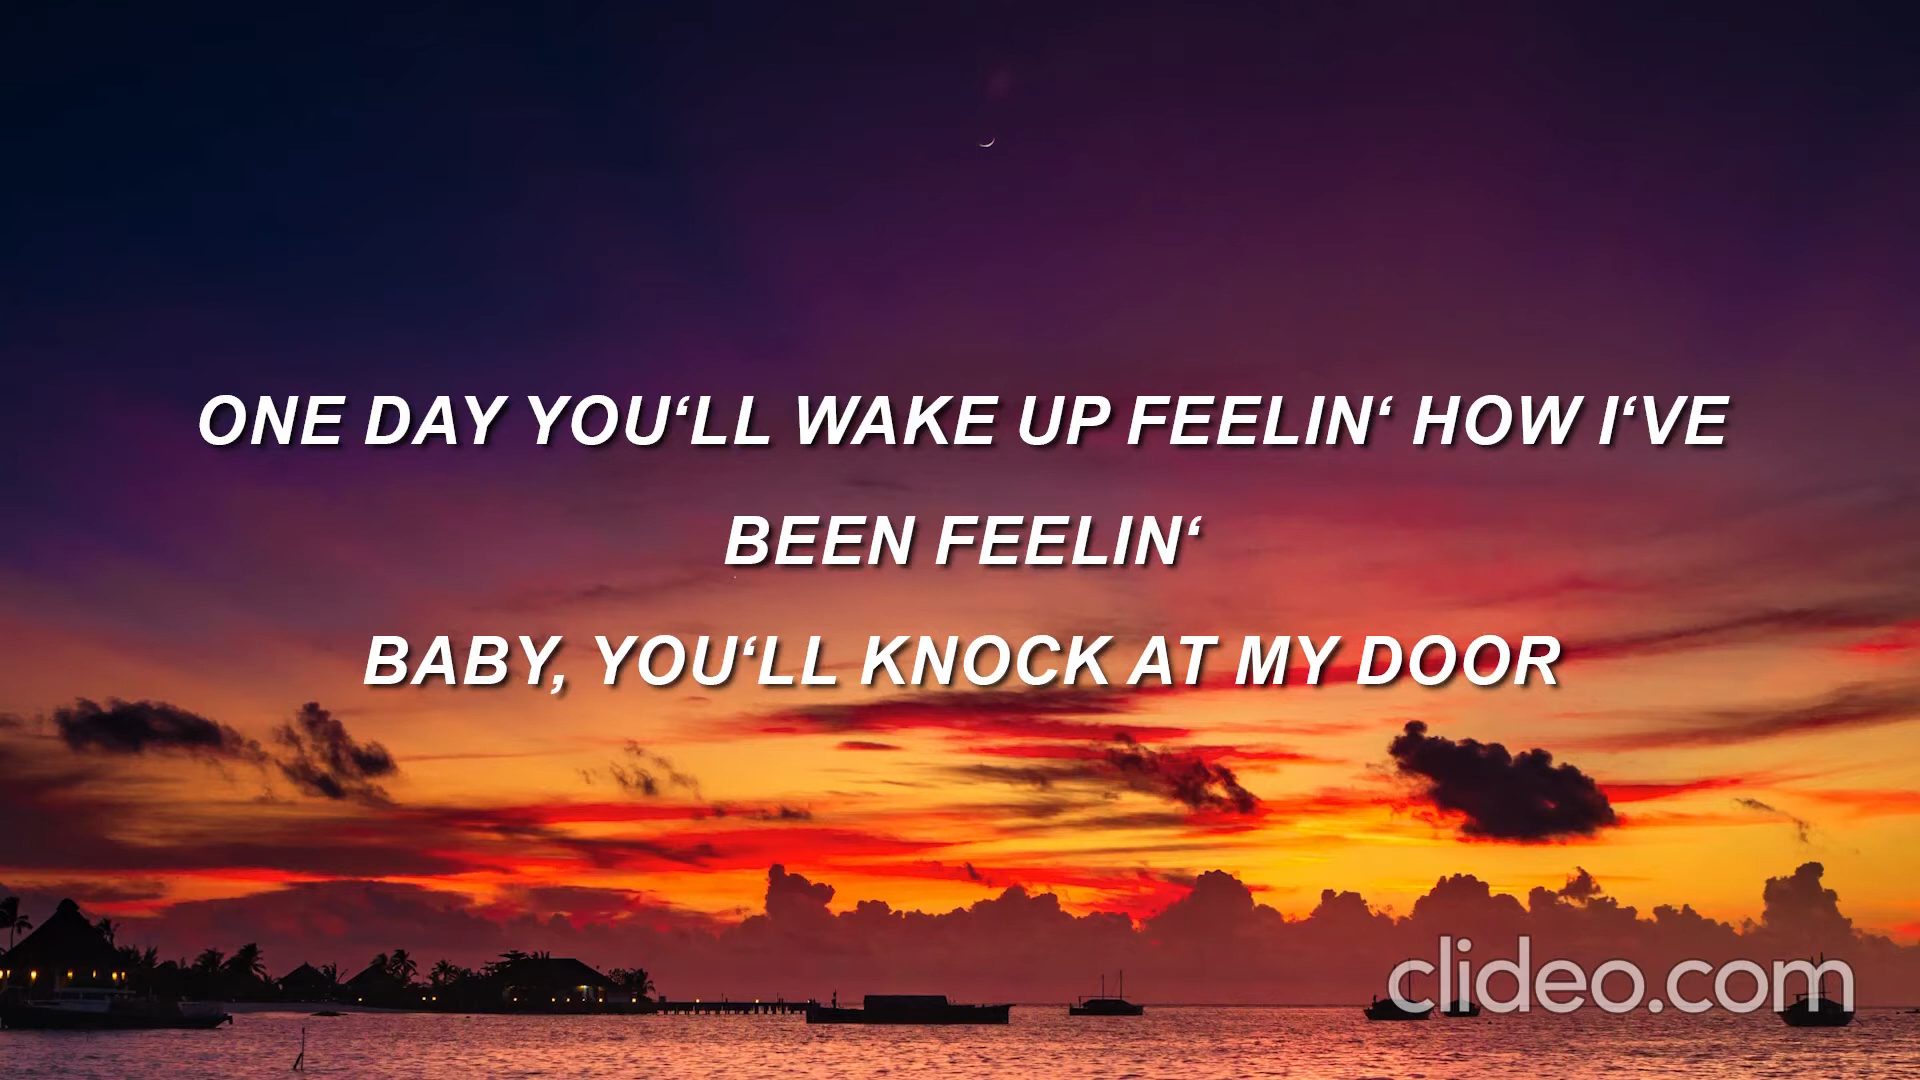 ONE DAY YOU‘LL WAKE UP FEELIN‘ HOW I‘VE
BEEN FEELIN‘
BABY, YOU‘LL KNOCK AT MY DOOR
clideo.com